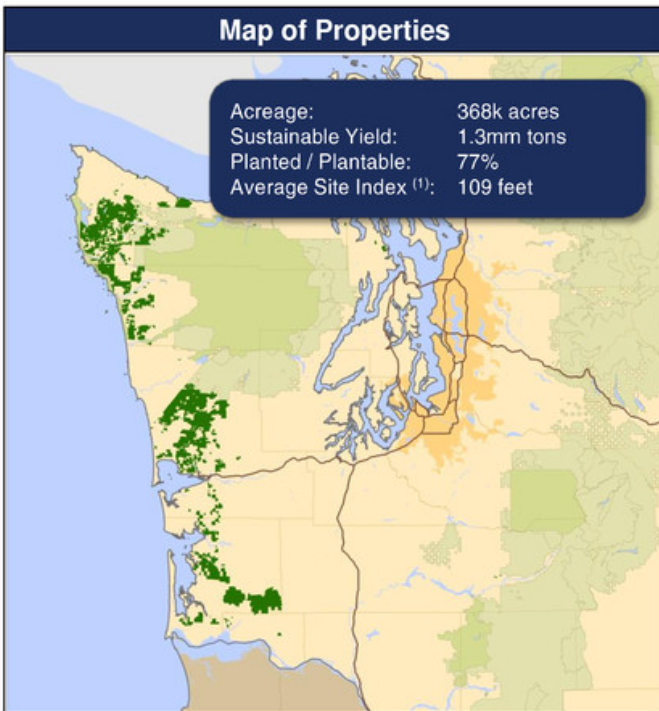 Map of Properties
Acreage: 368k acres
Sustainable Yield: 1.3mm tons
Planted / Plantable: 77%
Average Site Index (1): 109 feet